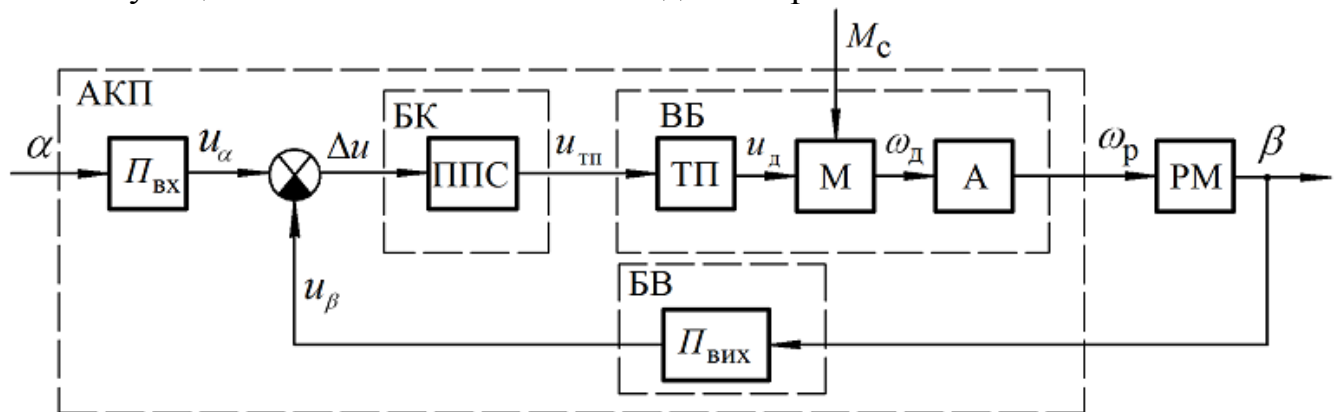 M_C
АКП
БК
ВБ
α
П_вх
u_α
Δu
ППС
u_тп
ТП
u_д
М
ω_д
А
ω_р
РМ
β
БВ
u_β
П_вих